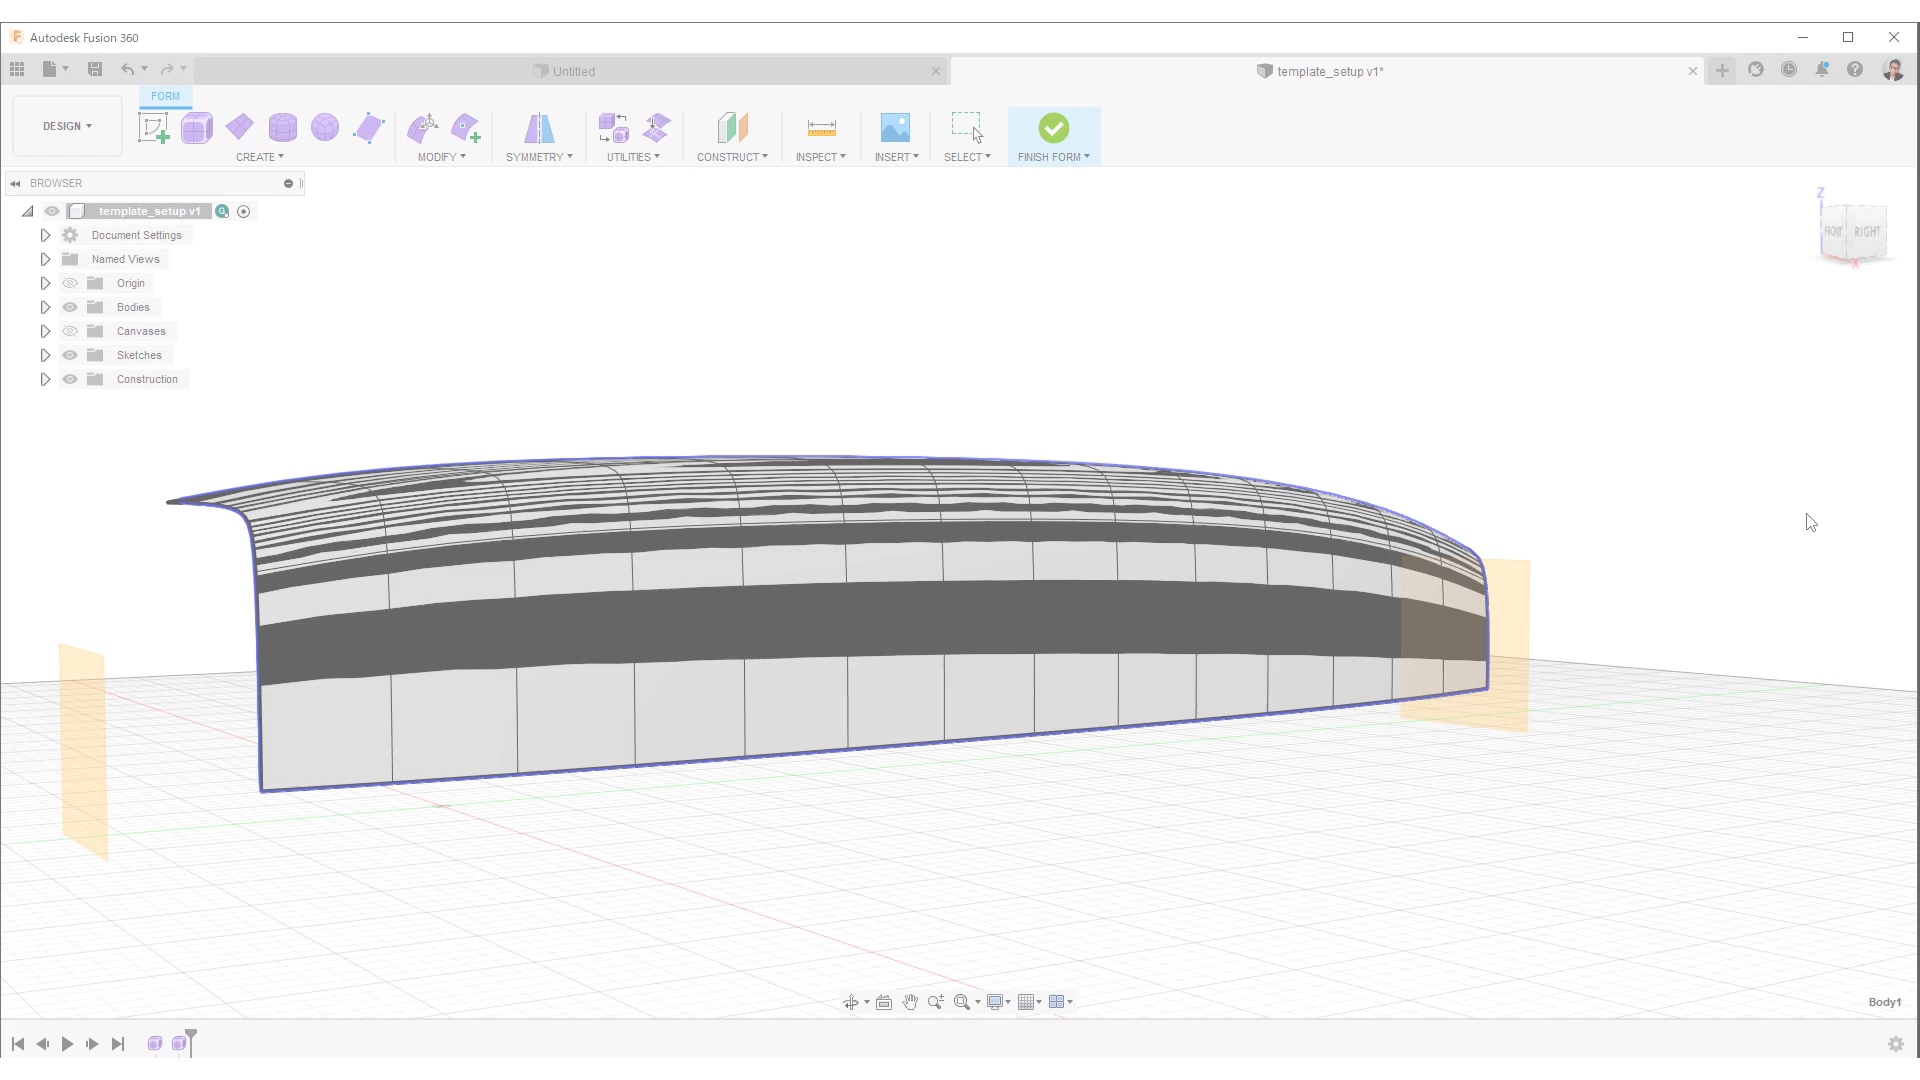 Autodesk Fusion 360
Untitled
template_setup v1*
FORM
DESIGN
CREATE
MODIFY
SYMMETRY
UTILITIES
CONSTRUCT
INSPECT
INSERT
SELECT
FINISH FORM
BROWSER
template_setup v1
Document Settings
Named Views
Origin
Bodies
Canvases
Sketches
Construction
Z
FRONT
RIGHT
X
Body1